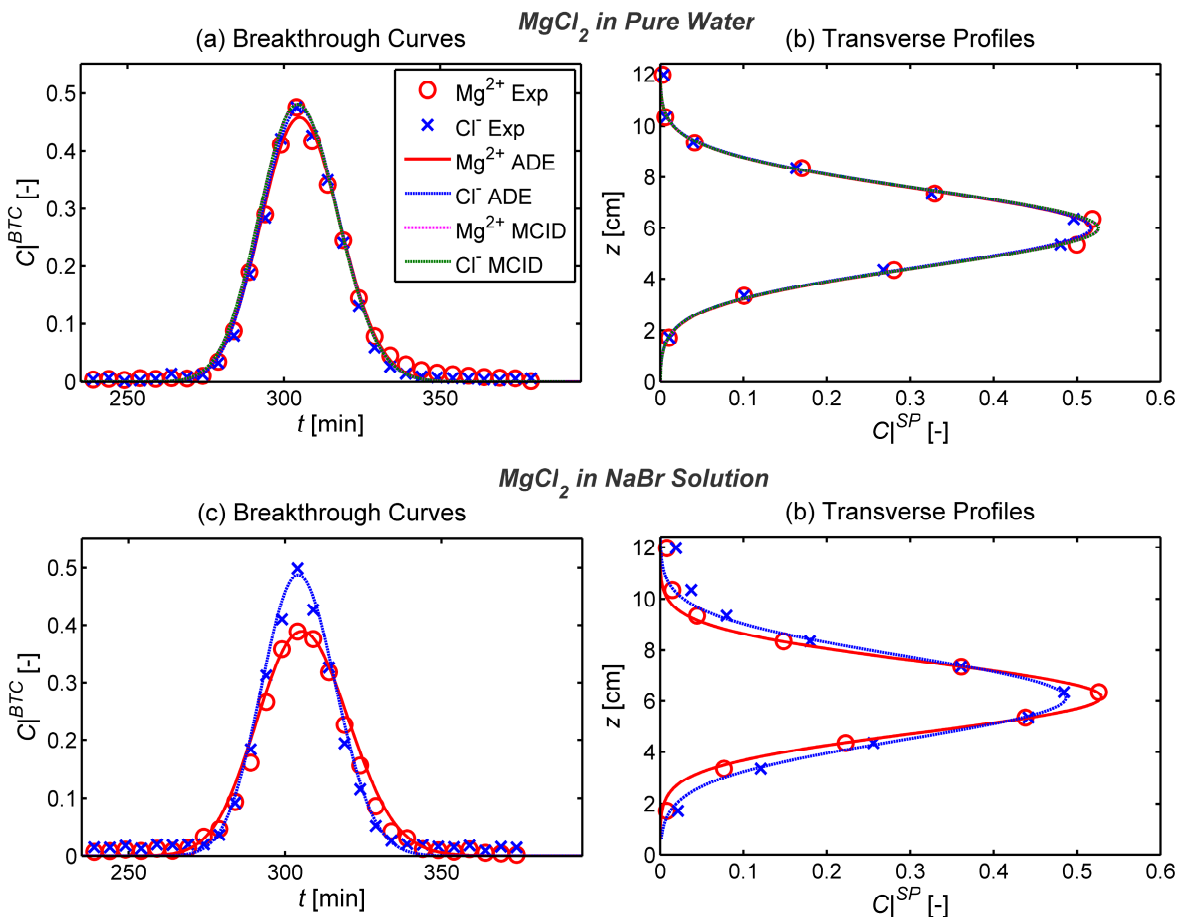 MgCl2 in Pure Water
(a) Breakthrough Curves
(b) Transverse Profiles
0.5
0.4
0.3
0.2
0.1
0
C|^BTC [-]
250
300
350
t [min]
Mg2+ Exp
Cl- Exp
Mg2+ ADE
Cl- ADE
Mg2+ MCID
Cl- MCID
12
10
8
6
4
2
0
z [cm]
0 0.1 0.2 0.3 0.4 0.5 0.6
C|^SP [-]
MgCl2 in NaBr Solution
(c) Breakthrough Curves
(b) Transverse Profiles
0.5
0.4
0.3
0.2
0.1
0
C|^BTC [-]
250
300
350
t [min]
12
10
8
6
4
2
0
z [cm]
0 0.1 0.2 0.3 0.4 0.5 0.6
C|^SP [-]